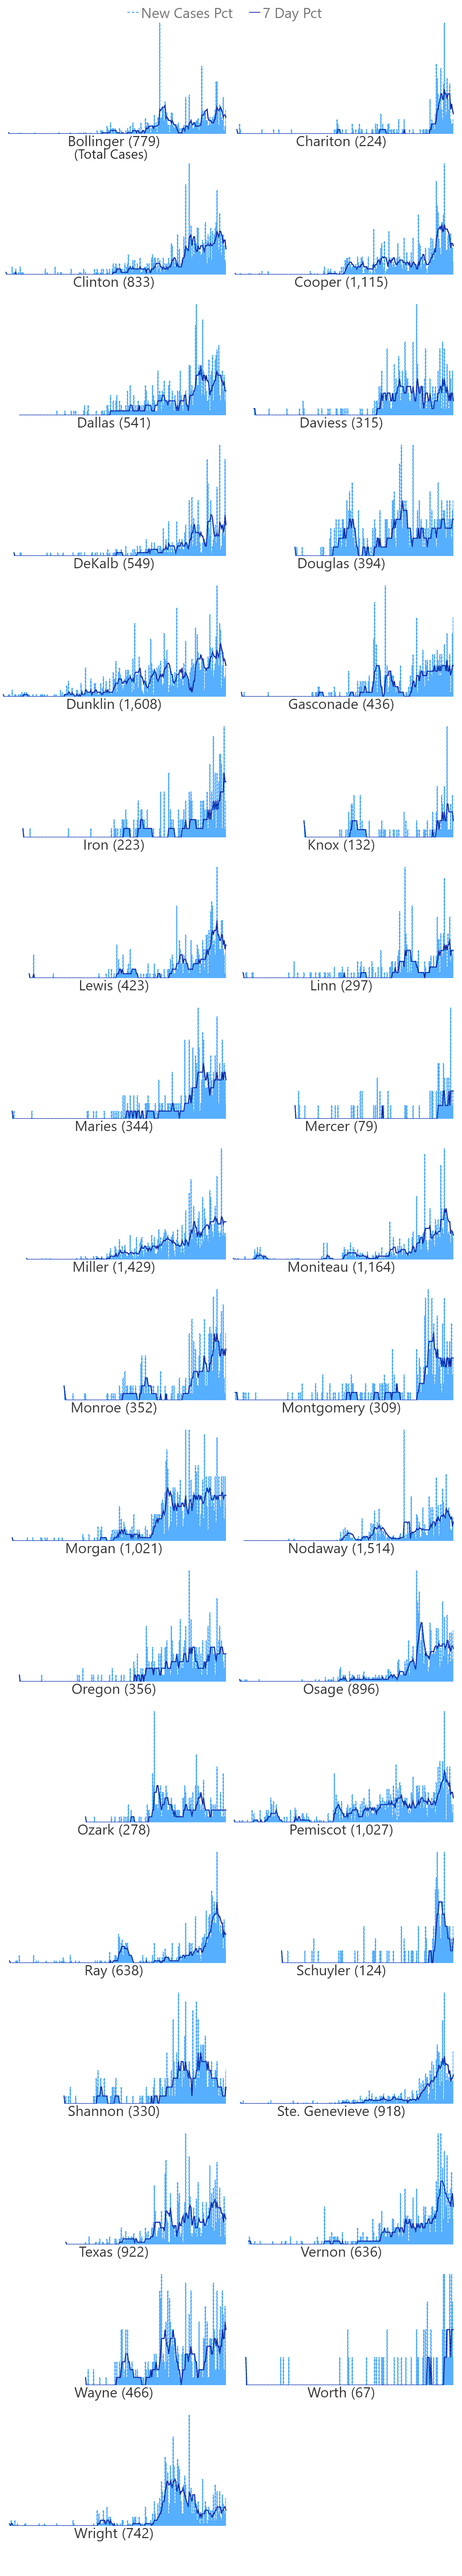 New Cases Pct 7 Day Pct
Bollinger (779) Chariton (224)
(Total Cases)
Clinton (833) Cooper (1,115)
Dallas (541) Daviess (315)
DeKalb (549) Douglas (394)
Dunklin (1,608) Gasconade (436)
Iron (223) Knox (132)
Lewis (423) Linn (297)
Maries (344) Mercer (79)
Miller (1,429) Moniteau (1,164)
Monroe (352) Montgomery (309)
Morgan (1,021) Nodaway (1,514)
Oregon (356) Osage (896)
Ozark (278) Pemiscot (1,027)
Ray (638) Schuyler (124)
Shannon (330) Ste. Genevieve (918)
Texas (922) Vernon (636)
Wayne (466) Worth (67)
Wright (742)